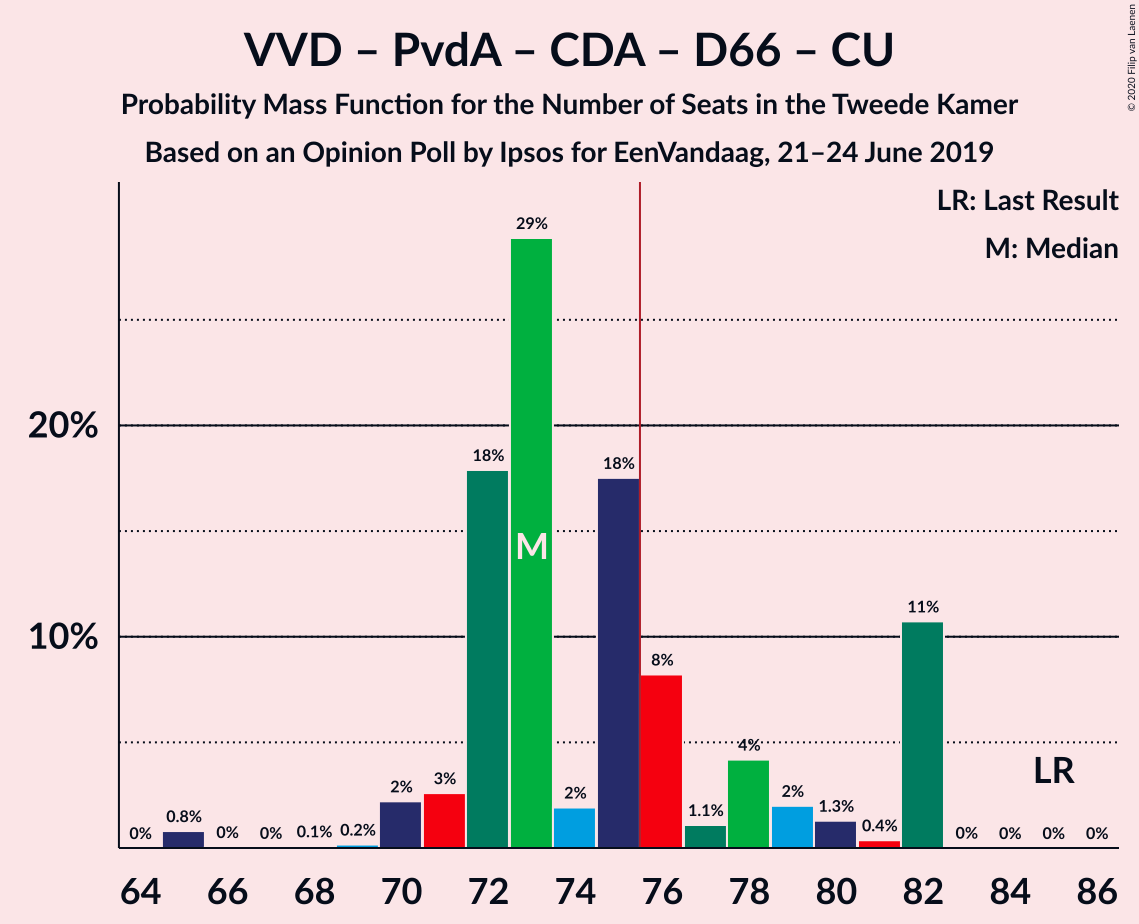 VVD – PvdA – CDA – D66 – CU
Probability Mass Function for the Number of Seats in the Tweede Kamer
Based on an Opinion Poll by Ipsos for EenVandaag, 21–24 June 2019
© 2020 Filip van Laenen
LR: Last Result
M: Median
20%
10%
0% 0.8% 0% 0% 0.1% 0.2% 2% 3% 18% 29% 2% 18% 8% 1.1% 4% 2% 1.3% 0.4% 11% 0% 0% 0% 0%
M
LR
64 66 68 70 72 74 76 78 80 82 84 86